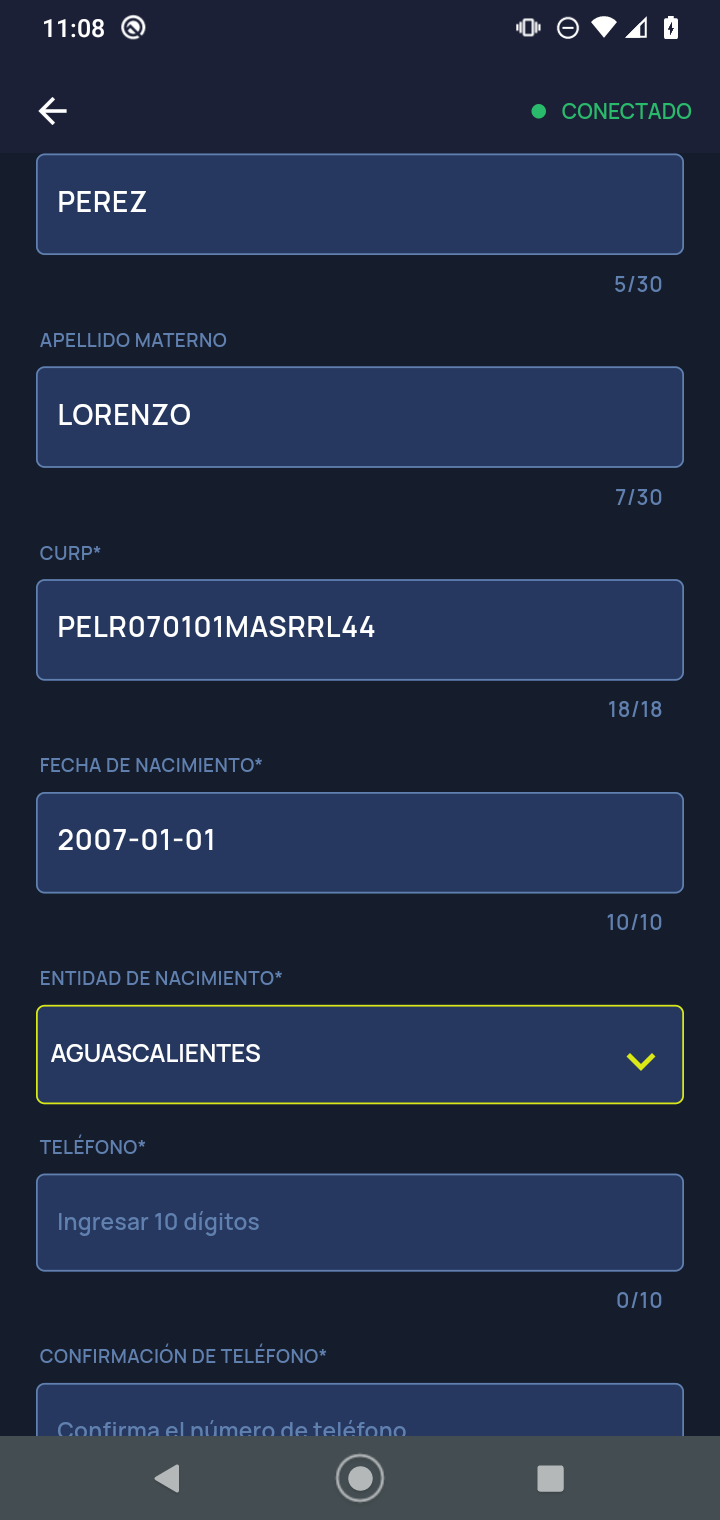 11:08
CONECTADO
PEREZ
5/30
APELLIDO MATERNO
LORENZO
7/30
CURP*
PELR070101MASRRL44
18/18
FECHA DE NACIMIENTO*
2007-01-01
10/10
ENTIDAD DE NACIMIENTO*
AGUASCALIENTES
TELÉFONO*
Ingresar 10 dígitos
0/10
CONFIRMACIÓN DE TELÉFONO*
Confirma el número de teléfono